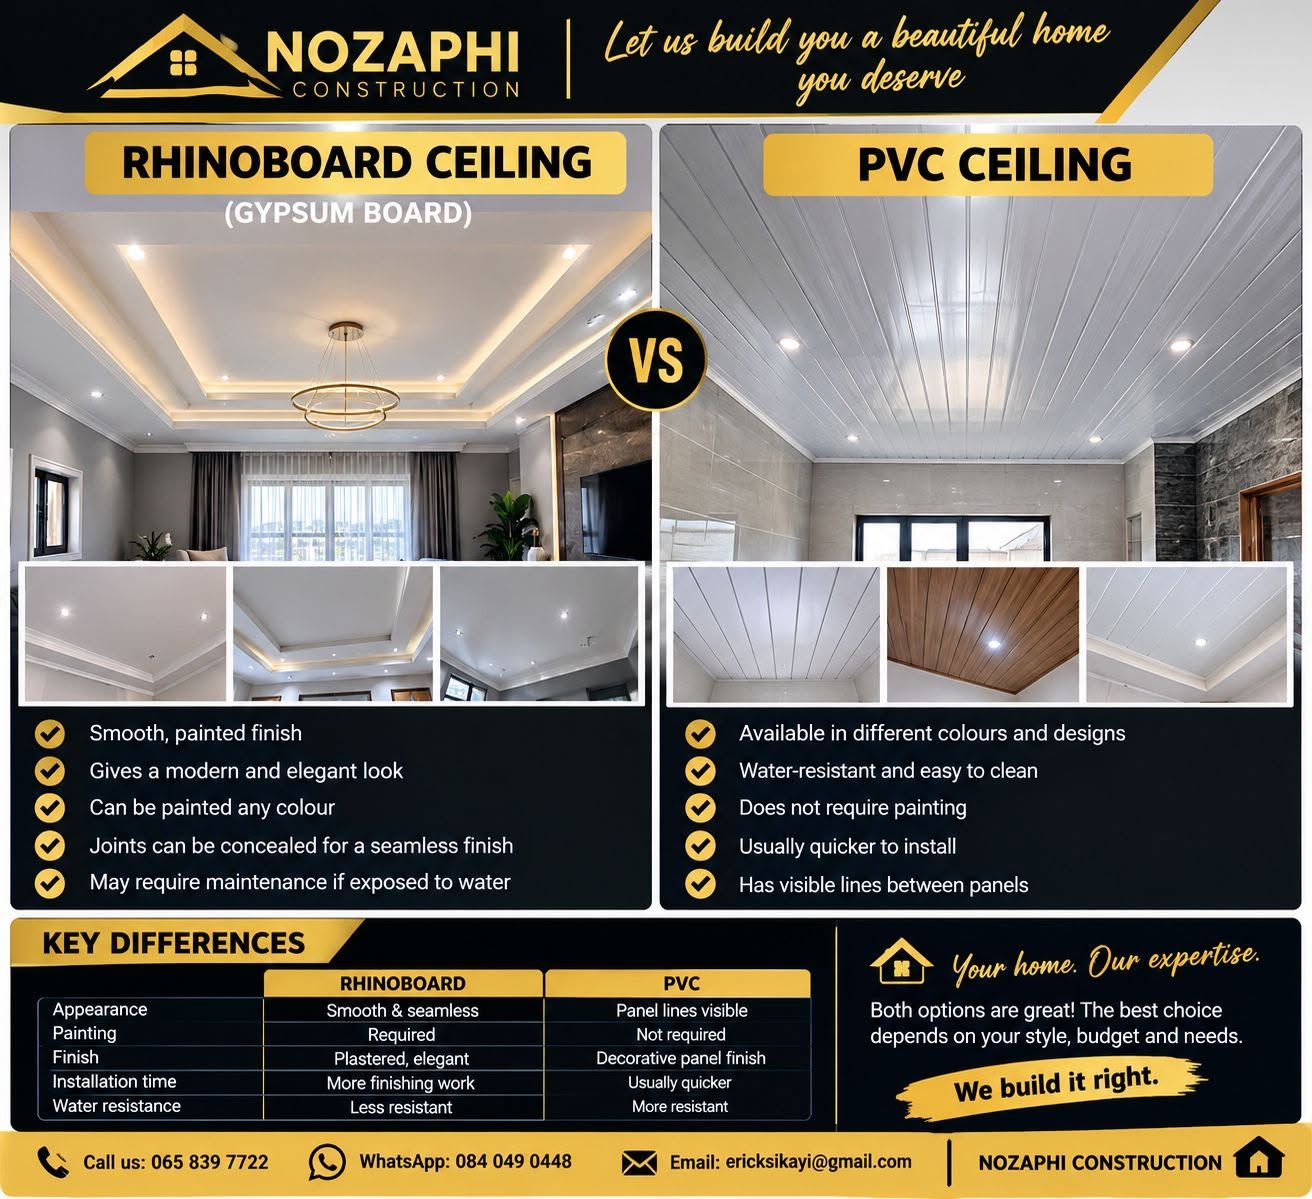 NOZAPHI
CONSTRUCTION
Let us build you a beautiful home
you deserve
RHINOBOARD CEILING
(GYPSUM BOARD)
VS
PVC CEILING
Smooth, painted finish
Gives a modern and elegant look
Can be painted any colour
Joints can be concealed for a seamless finish
May require maintenance if exposed to water
Available in different colours and designs
Water-resistant and easy to clean
Does not require painting
Usually quicker to install
Has visible lines between panels
KEY DIFFERENCES
RHINOBOARD PVC
Appearance Smooth & seamless Panel lines visible
Painting Required Not required
Finish Plastered, elegant Decorative panel finish
Installation time More finishing work Usually quicker
Water resistance Less resistant More resistant
Your home. Our expertise.
Both options are great! The best choice
depends on your style, budget and needs.
We build it right.
Call us: 065 839 7722 WhatsApp: 084 049 0448 Email: ericksikayi@gmail.com NOZAPHI CONSTRUCTION